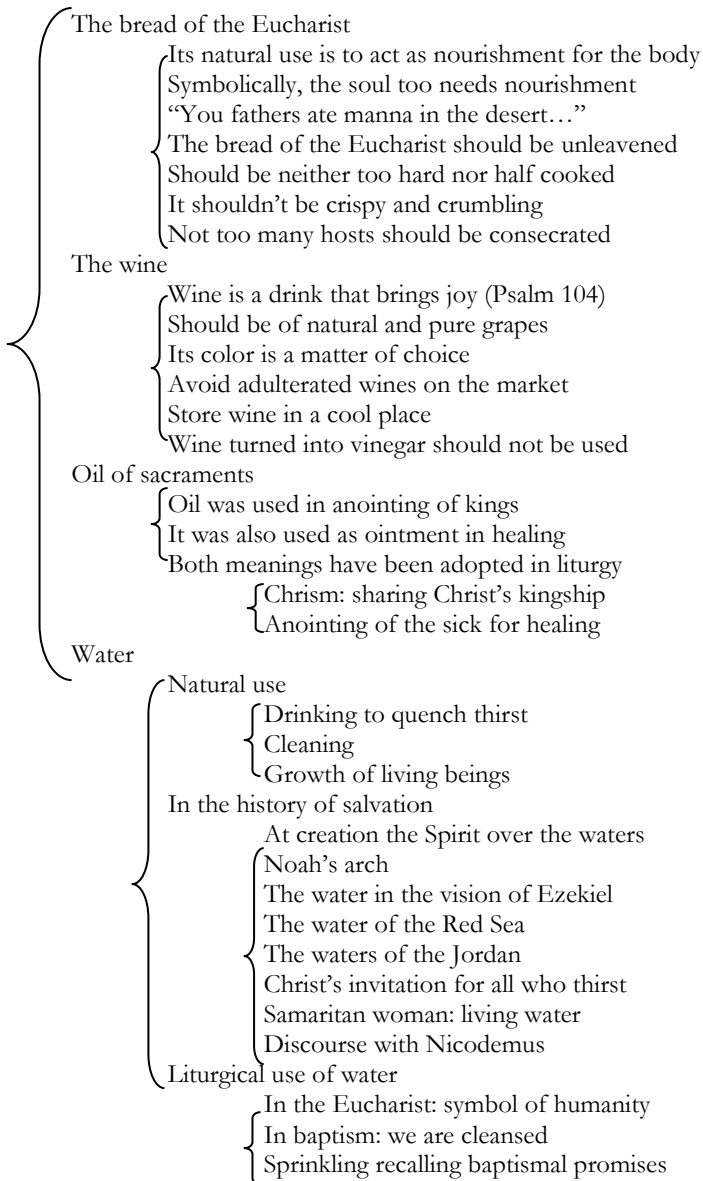 The bread of the Eucharist
Its natural use is to act as nourishment for the body
Symbolically, the soul too needs nourishment
“You fathers ate manna in the desert…”
The bread of the Eucharist should be unleavened
Should be neither too hard nor half cooked
It shouldn’t be crispy and crumbling
Not too many hosts should be consecrated
The wine
Wine is a drink that brings joy (Psalm 104)
Should be of natural and pure grapes
Its color is a matter of choice
Avoid adulterated wines on the market
Store wine in a cool place
Wine turned into vinegar should not be used
Oil of sacraments
Oil was used in anointing of kings
It was also used as ointment in healing
Both meanings have been adopted in liturgy
Chrism: sharing Christ’s kingship
Anointing of the sick for healing
Water
Natural use
Drinking to quench thirst
Cleaning
Growth of living beings
In the history of salvation
At creation the Spirit over the waters
Noah’s arch
The water in the vision of Ezekiel
The water of the Red Sea
The waters of the Jordan
Christ’s invitation for all who thirst
Samaritan woman: living water
Discourse with Nicodemus
Liturgical use of water
In the Eucharist: symbol of humanity
In baptism: we are cleansed
Sprinkling recalling baptismal promises